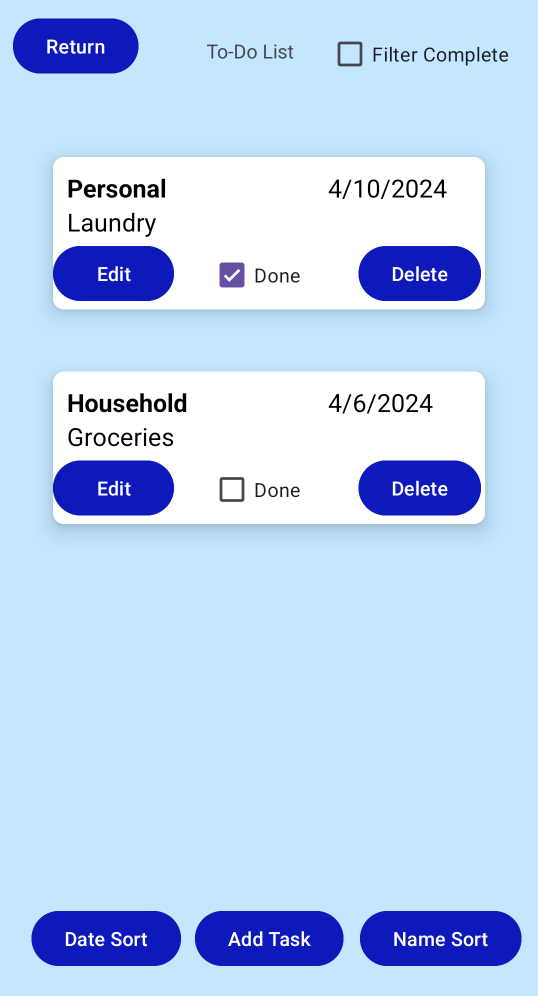 Return To-Do List Filter Complete
Personal 4/10/2024
Laundry
Edit Done Delete
Household 4/6/2024
Groceries
Edit Done Delete
Date Sort Add Task Name Sort